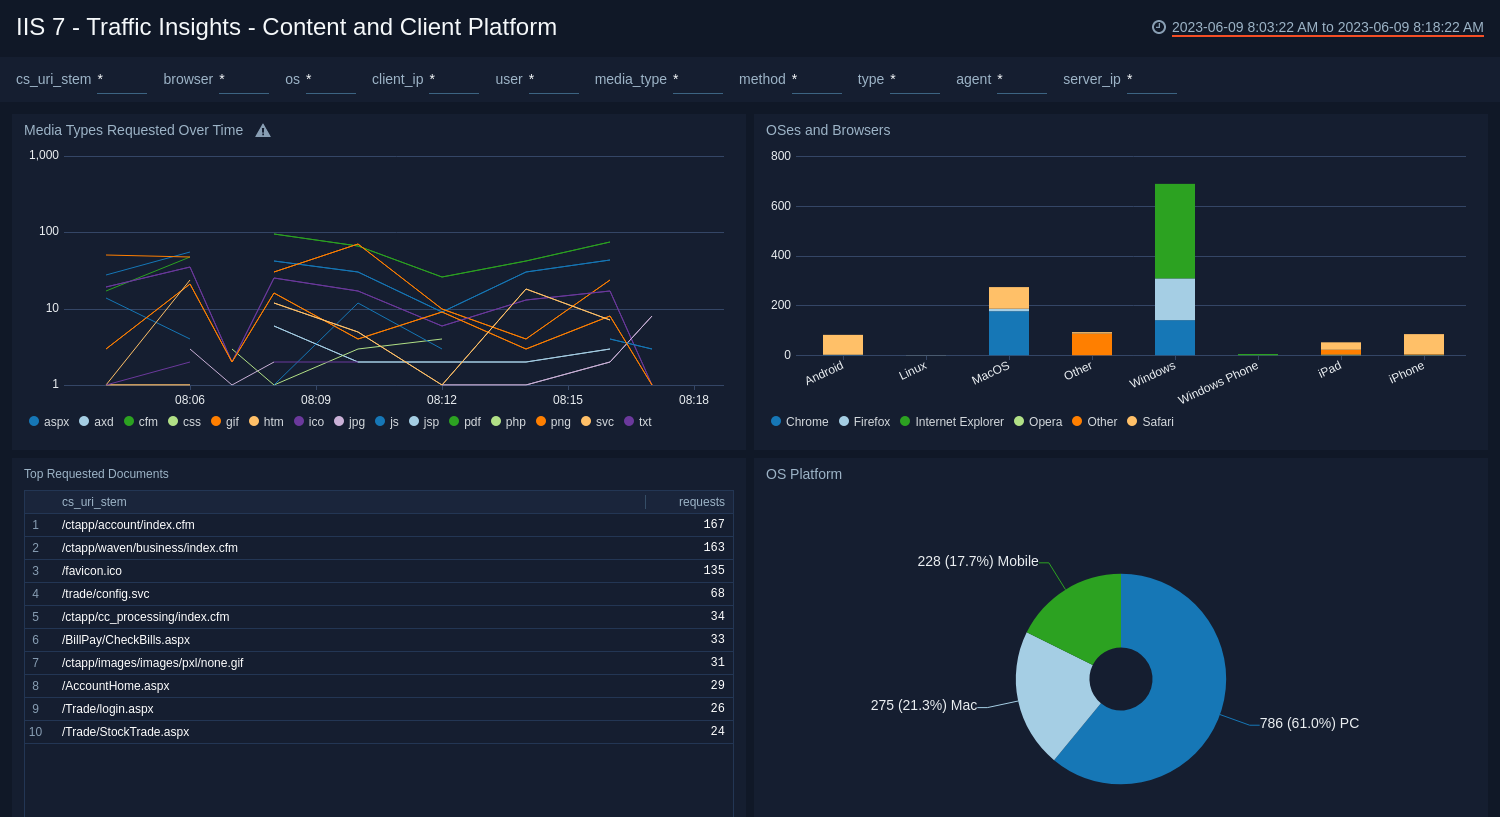 IIS 7 - Traffic Insights - Content and Client Platform
2023-06-09 8:03:22 AM to 2023-06-09 8:18:22 AM
cs_uri_stem * browser * os * client_ip * user * media_type * method * type * agent * server_ip *
Media Types Requested Over Time
1,000
100
10
1
08:06 08:09 08:12 08:15 08:18
aspx axd cfm css gif htm ico jpg js jsp pdf php png svc txt
OSes and Browsers
800
600
400
200
0
Android Linux MacOS Other Windows Windows Phone iPad iPhone
Chrome Firefox Internet Explorer Opera Other Safari
Top Requested Documents
cs_uri_stem requests
1 /ctapp/account/index.cfm 167
2 /ctapp/waven/business/index.cfm 163
3 /favicon.ico 135
4 /trade/config.svc 68
5 /ctapp/cc_processing/index.cfm 34
6 /BillPay/CheckBills.aspx 33
7 /ctapp/images/images/pxl/none.gif 31
8 /AccountHome.aspx 29
9 /Trade/login.aspx 26
10 /Trade/StockTrade.aspx 24
OS Platform
228 (17.7%) Mobile
275 (21.3%) Mac
786 (61.0%) PC